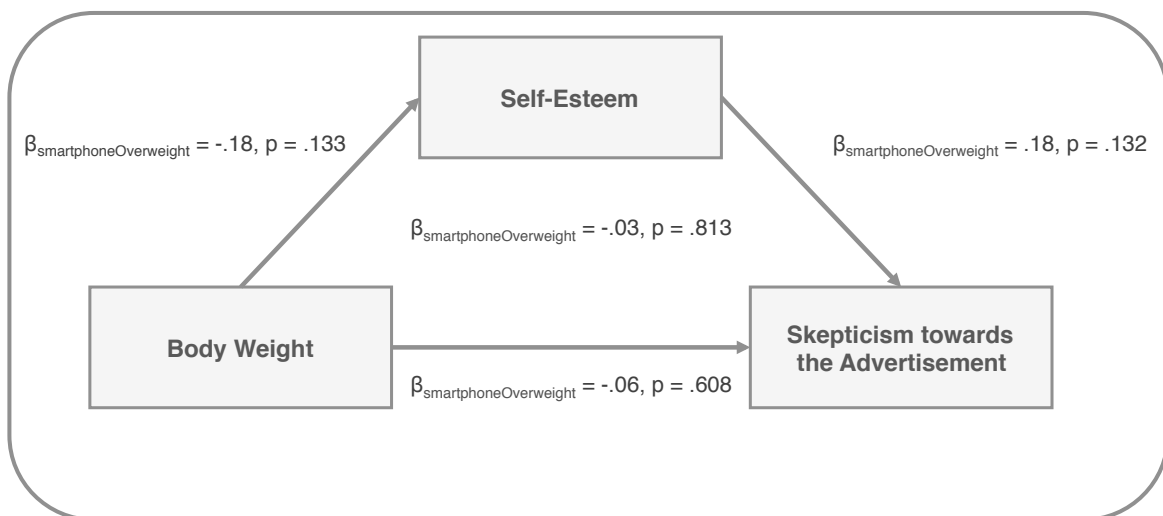 Self-Esteem
βsmartphoneOverweight = -.18, p = .133
βsmartphoneOverweight = .18, p = .132
βsmartphoneOverweight = -.03, p = .813
Body Weight
Skepticism towards
the Advertisement
βsmartphoneOverweight = -.06, p = .608